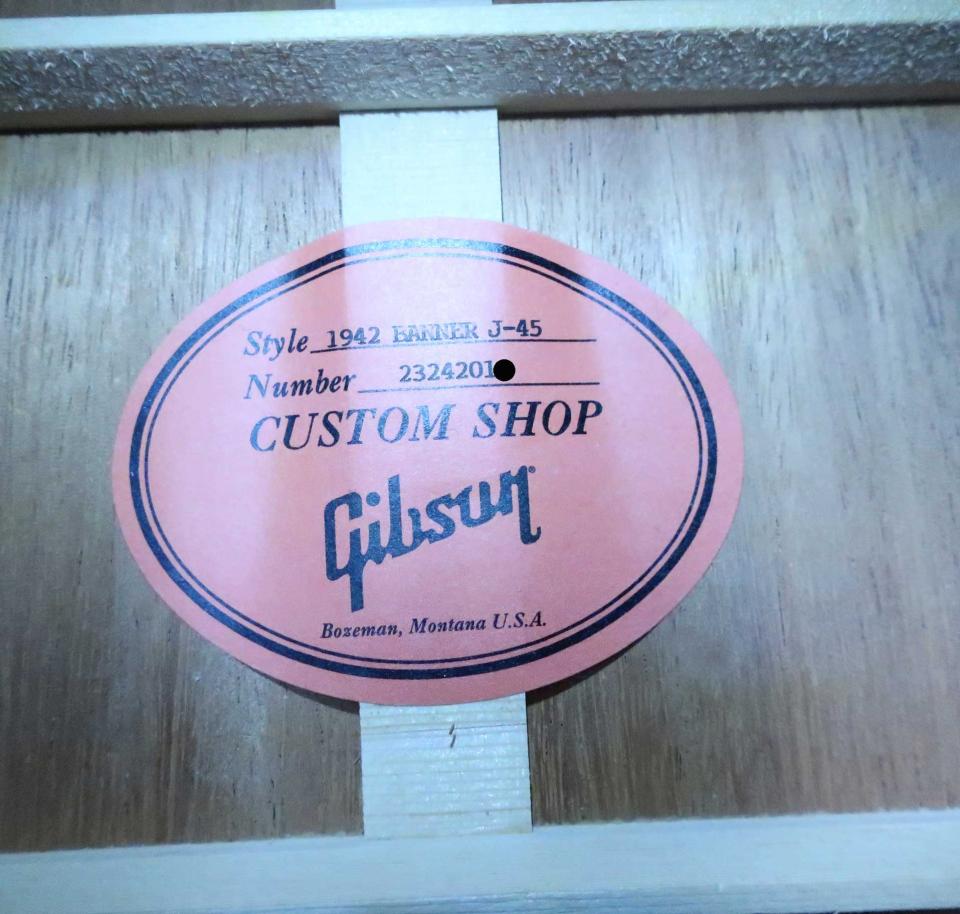 Style 1942 BANNER J-45
Number 2324201
CUSTOM SHOP
Gibson
Bozeman, Montana U.S.A.